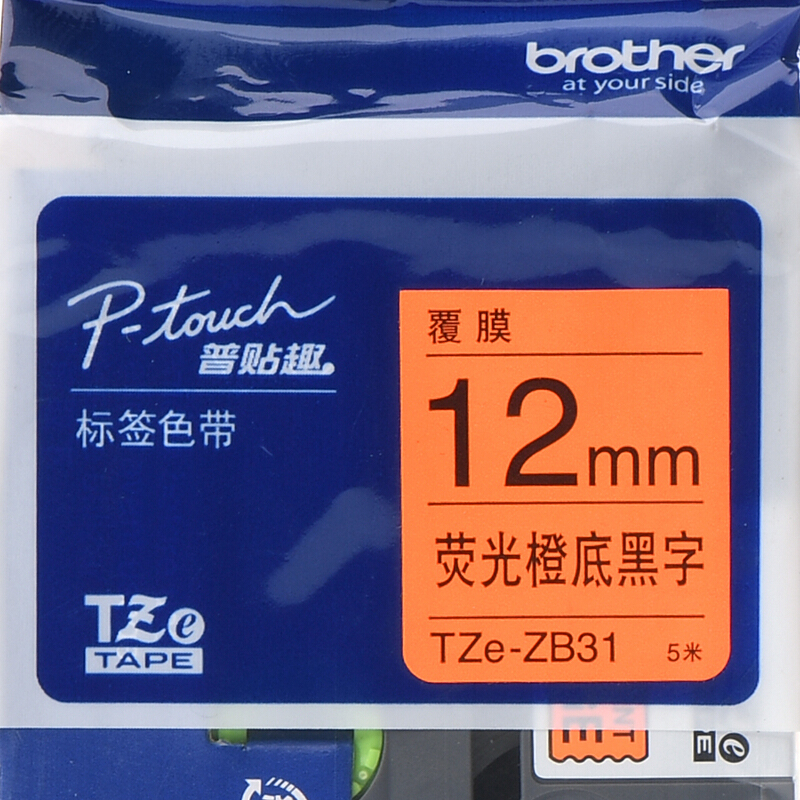 brother
at your side
P-touch
普贴趣
标签色带
TZe
TAPE
覆膜
12mm
荧光橙底黑字
TZe-ZB31 5米